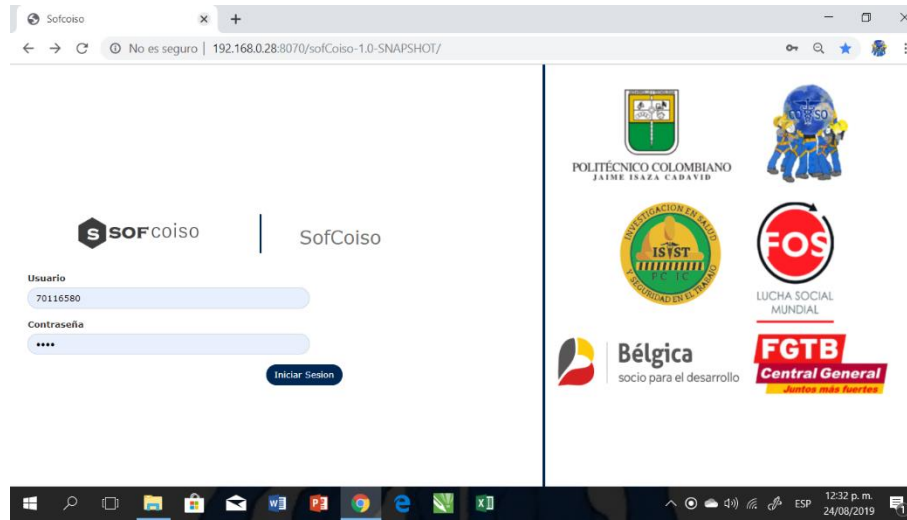 Sofcoiso
No es seguro | 192.168.0.28:8070/sofCoiso-1.0-SNAPSHOT/
S SOFcoiso
SofCoiso
Usuario
70116580
Contraseña
••••
Iniciar Sesion
POLITÉCNICO COLOMBIANO
JAIME ISAZA CADAVID
COISO
INVESTIGACION EN SALUD
ISYST
PC IC
Y SEGURIDAD EN EL TRABAJO
FOS
LUCHA SOCIAL
MUNDIAL
Bélgica
socio para el desarrollo
FGTB
Central General
Juntos más fuertes
ESP
12:32 p. m.
24/08/2019